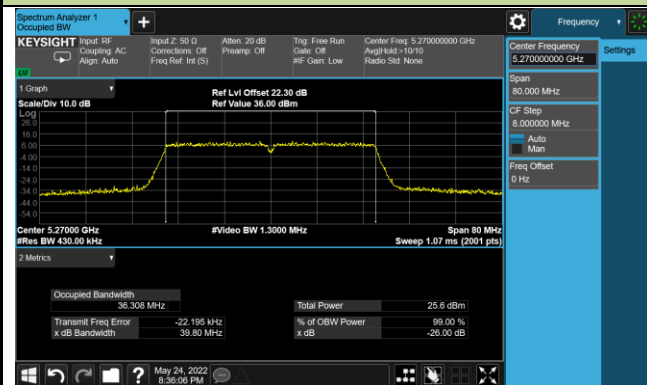 Spectrum Analyzer 1
Occupied BW
+
Frequency
KEYSIGHT
Input: RF
Coupling: AC
Align: Auto
Input Z: 50 Ω
Corrections: Off
Freq Ref: Int (S)
Atten: 20 dB
Preamp: Off
Trig: Free Run
Gate: Off
#IF Gain: Low
Center Freq: 5.270000000 GHz
Avg|Hold:>10/10
Radio Std: None
Center Frequency
5.270000000 GHz
Settings
Span
80.000 MHz
CF Step
8.000000 MHz
Auto
Man
Freq Offset
0 Hz
1 Graph
Scale/Div 10.0 dB
Ref Lvl Offset 22.30 dB
Ref Value 36.00 dBm
Log
26.0
16.0
6.00
-4.00
-14.0
-24.0
-34.0
-44.0
-54.0
Center 5.27000 GHz
#Video BW 1.3000 MHz
Span 80 MHz
#Res BW 430.00 kHz
Sweep 1.07 ms (2001 pts)
2 Metrics
Occupied Bandwidth
36.308 MHz
Total Power 25.6 dBm
Transmit Freq Error -22.195 kHz
% of OBW Power 99.00 %
x dB Bandwidth 39.80 MHz
x dB -26.00 dB
?
May 24, 2022
8:36:06 PM